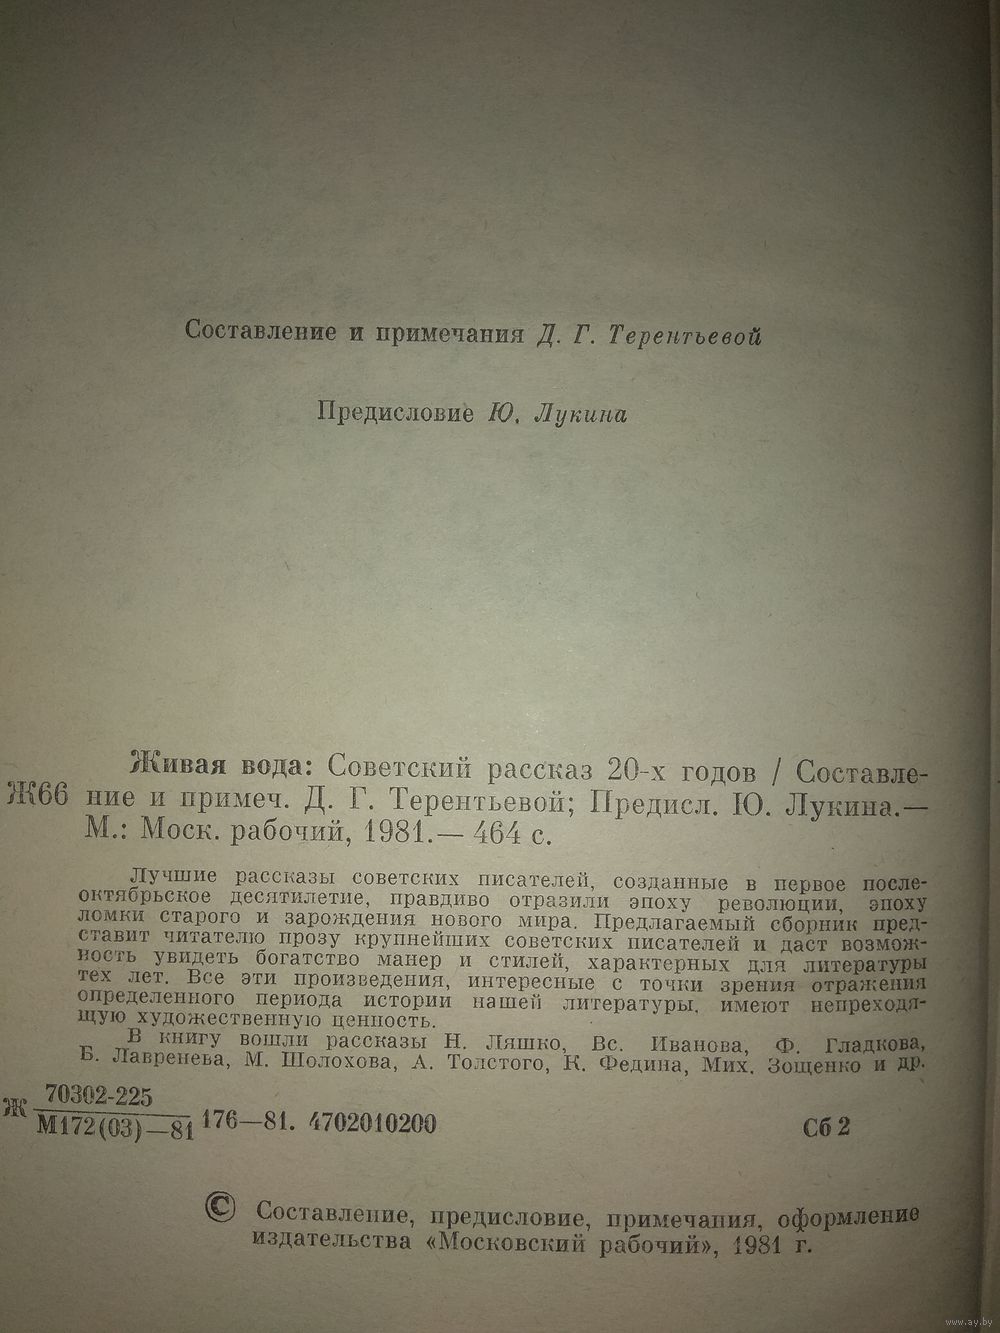 Составление и примечания Д. Г. Терентьевой
Предисловие Ю. Лукина
Живая вода: Советский рассказ 20-х годов / Составле-
Ж66 ние и примеч. Д. Г. Терентьевой; Предисл. Ю. Лукина.—
М.: Моск. рабочий, 1981.— 464 с.
Лучшие рассказы советских писателей, созданные в первое после-
октябрьское десятилетие, правдиво отразили эпоху революции, эпоху
ломки старого и зарождения нового мира. Предлагаемый сборник пред-
ставит читателю прозу крупнейших советских писателей и даст возмож-
ность увидеть богатство манер и стилей, характерных для литературы
тех лет. Все эти произведения, интересные с точки зрения отражения
определенного периода истории нашей литературы, имеют непреходя-
щую художественную ценность.
В книгу вошли рассказы Н. Ляшко, Вс. Иванова, Ф. Гладкова,
Б. Лавренева, М. Шолохова, А. Толстого, К. Федина, Мих. Зощенко и др.
Ж 70302-225
М172(03)—81 176—81. 4702010200 Сб 2
© Составление, предисловие, примечания, оформление
издательства «Московский рабочий», 1981 г.
www.ay.by